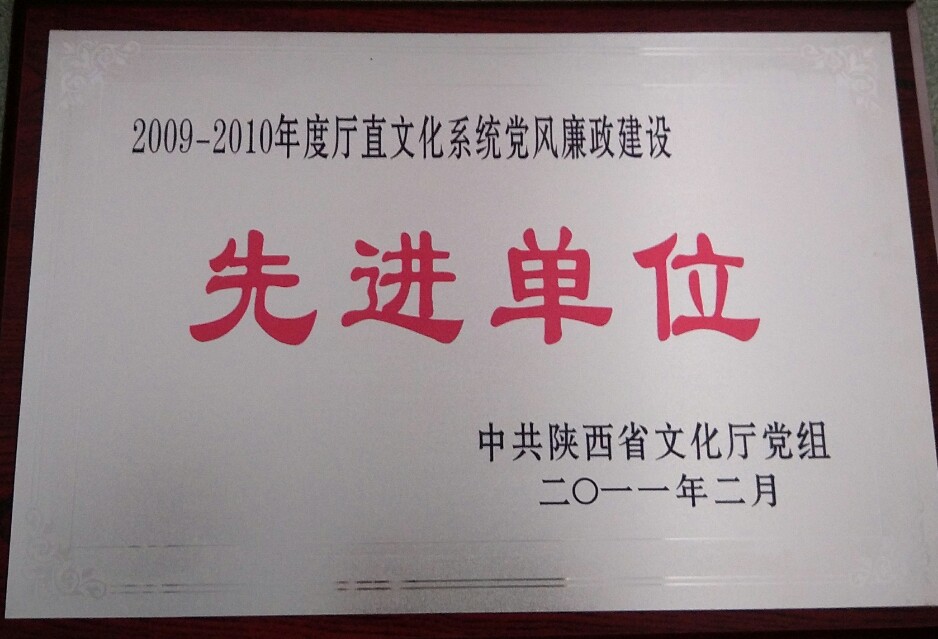 2009-2010年度厅直文化系统党风廉政建设
先进单位
中共陕西省文化厅党组
二〇一一年二月